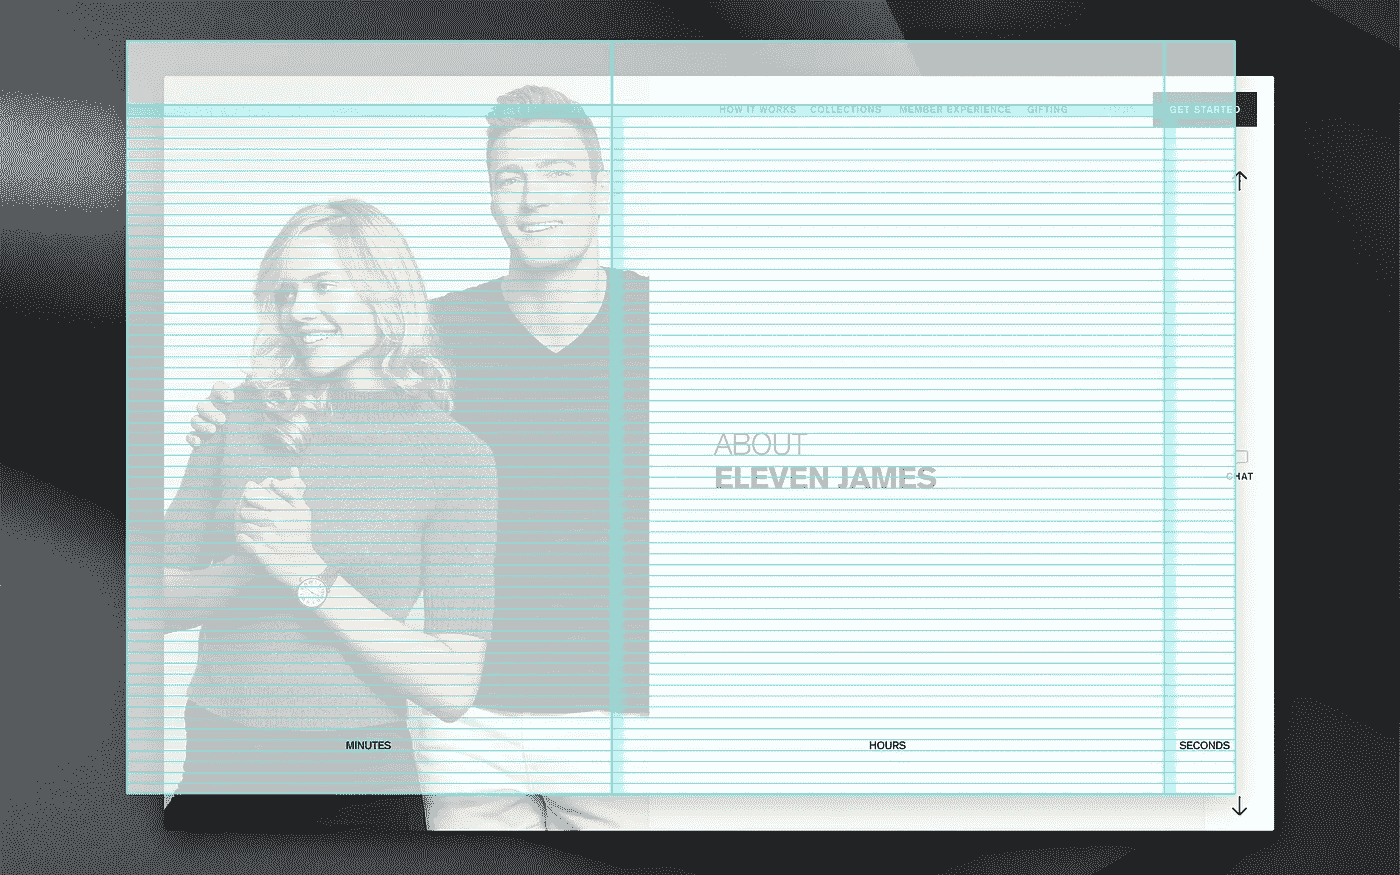 HOW IT WORKS COLLECTIONS MEMBER EXPERIENCE GIFTING GET STARTED
ABOUT
ELEVEN JAMES
CHAT
MINUTES HOURS SECONDS